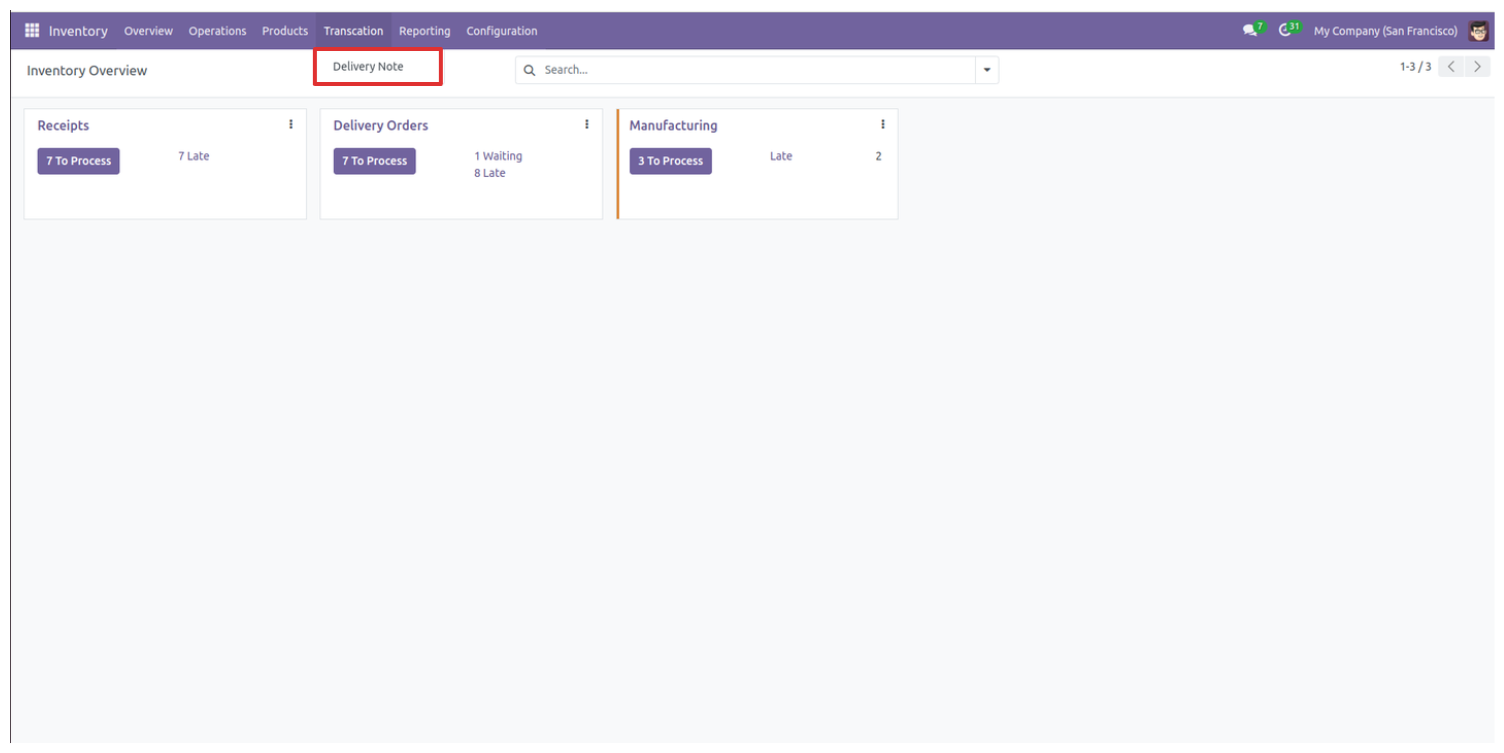 Inventory Overview Operations Products Transcation Reporting Configuration 7 31 My Company (San Francisco)
Inventory Overview Delivery Note Search... 1-3 / 3
Receipts
7 To Process 7 Late
Delivery Orders
7 To Process 1 Waiting
8 Late
Manufacturing
3 To Process Late 2